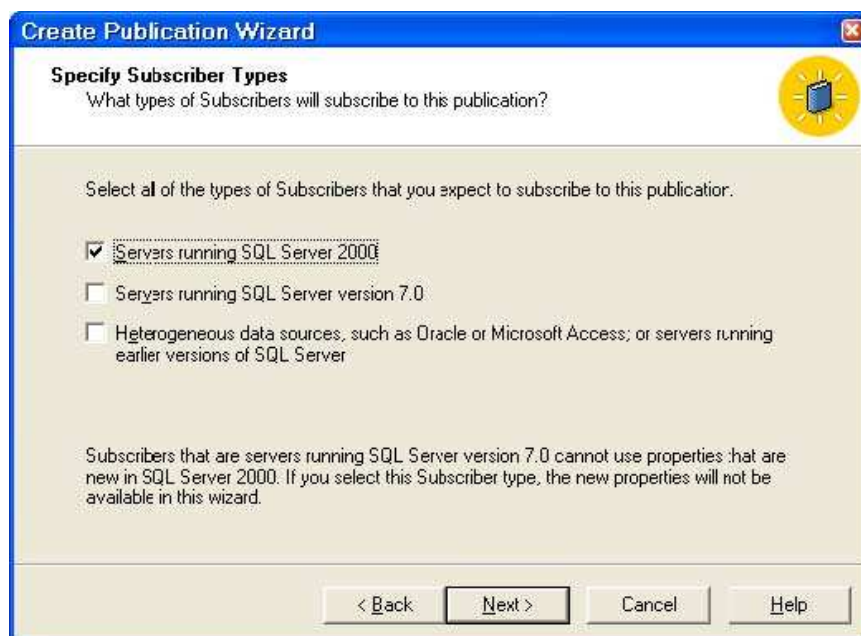 Create Publication Wizard
Specify Subscriber Types
What types of Subscribers will subscribe to this publication?
Select all of the types of Subscribers that you expect to subscribe to this publication.
Servers running SQL Server 2000
Servers running SQL Server version 7.0
Heterogeneous data sources, such as Oracle or Microsoft Access; or servers running
earlier versions of SQL Server
Subscribers that are servers running SQL Server version 7.0 cannot use properties that are
new in SQL Server 2000. If you select this Subscriber type, the new properties will not be
available in this wizard.
< Back
Next >
Cancel
Help